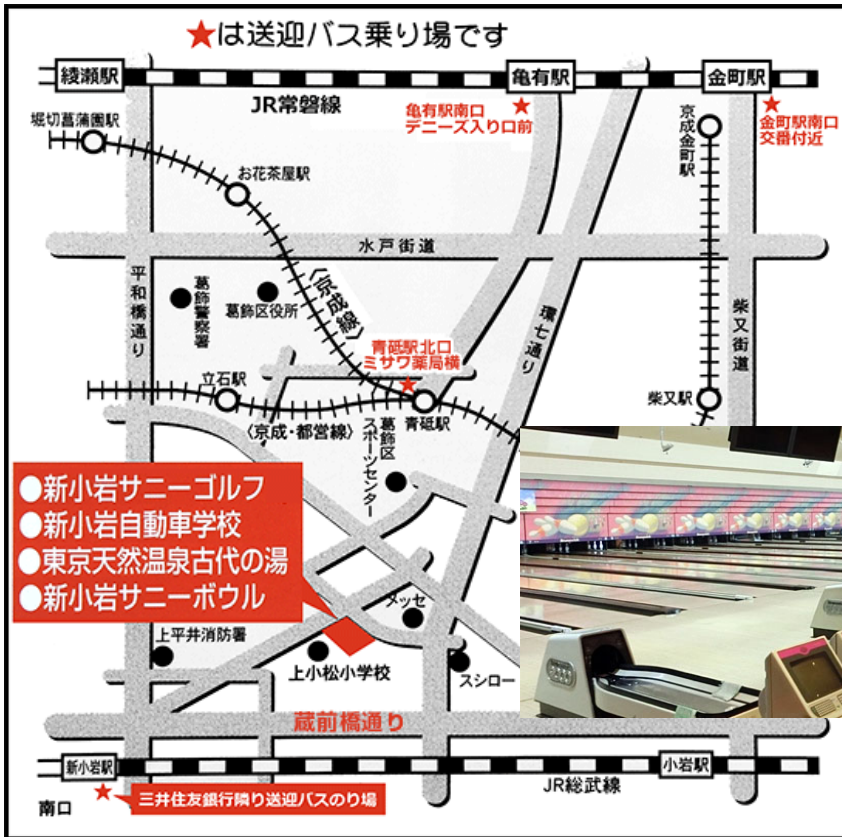 ★は送迎バス乗り場です
綾瀬駅
亀有駅
金町駅
JR常磐線
亀有駅南口
デニーズ入り口前
金町駅南口
交番付近
堀切菖蒲園駅
お花茶屋駅
京成金町駅
水戸街道
平和橋通り
葛飾警察署
葛飾区役所
〈京成線〉
環七通り
柴又街道
青砥駅北口
ミサワ薬局横
立石駅
青砥駅
柴又駅
〈京成・都営線〉
葛飾区
スポーツセンター
●新小岩サニーゴルフ
●新小岩自動車学校
●東京天然温泉古代の湯
●新小岩サニーボウル
メッセ
上平井消防署
上小松小学校
スシロー
蔵前橋通り
新小岩駅
小岩駅
JR総武線
南口
三井住友銀行隣り送迎バスのり場